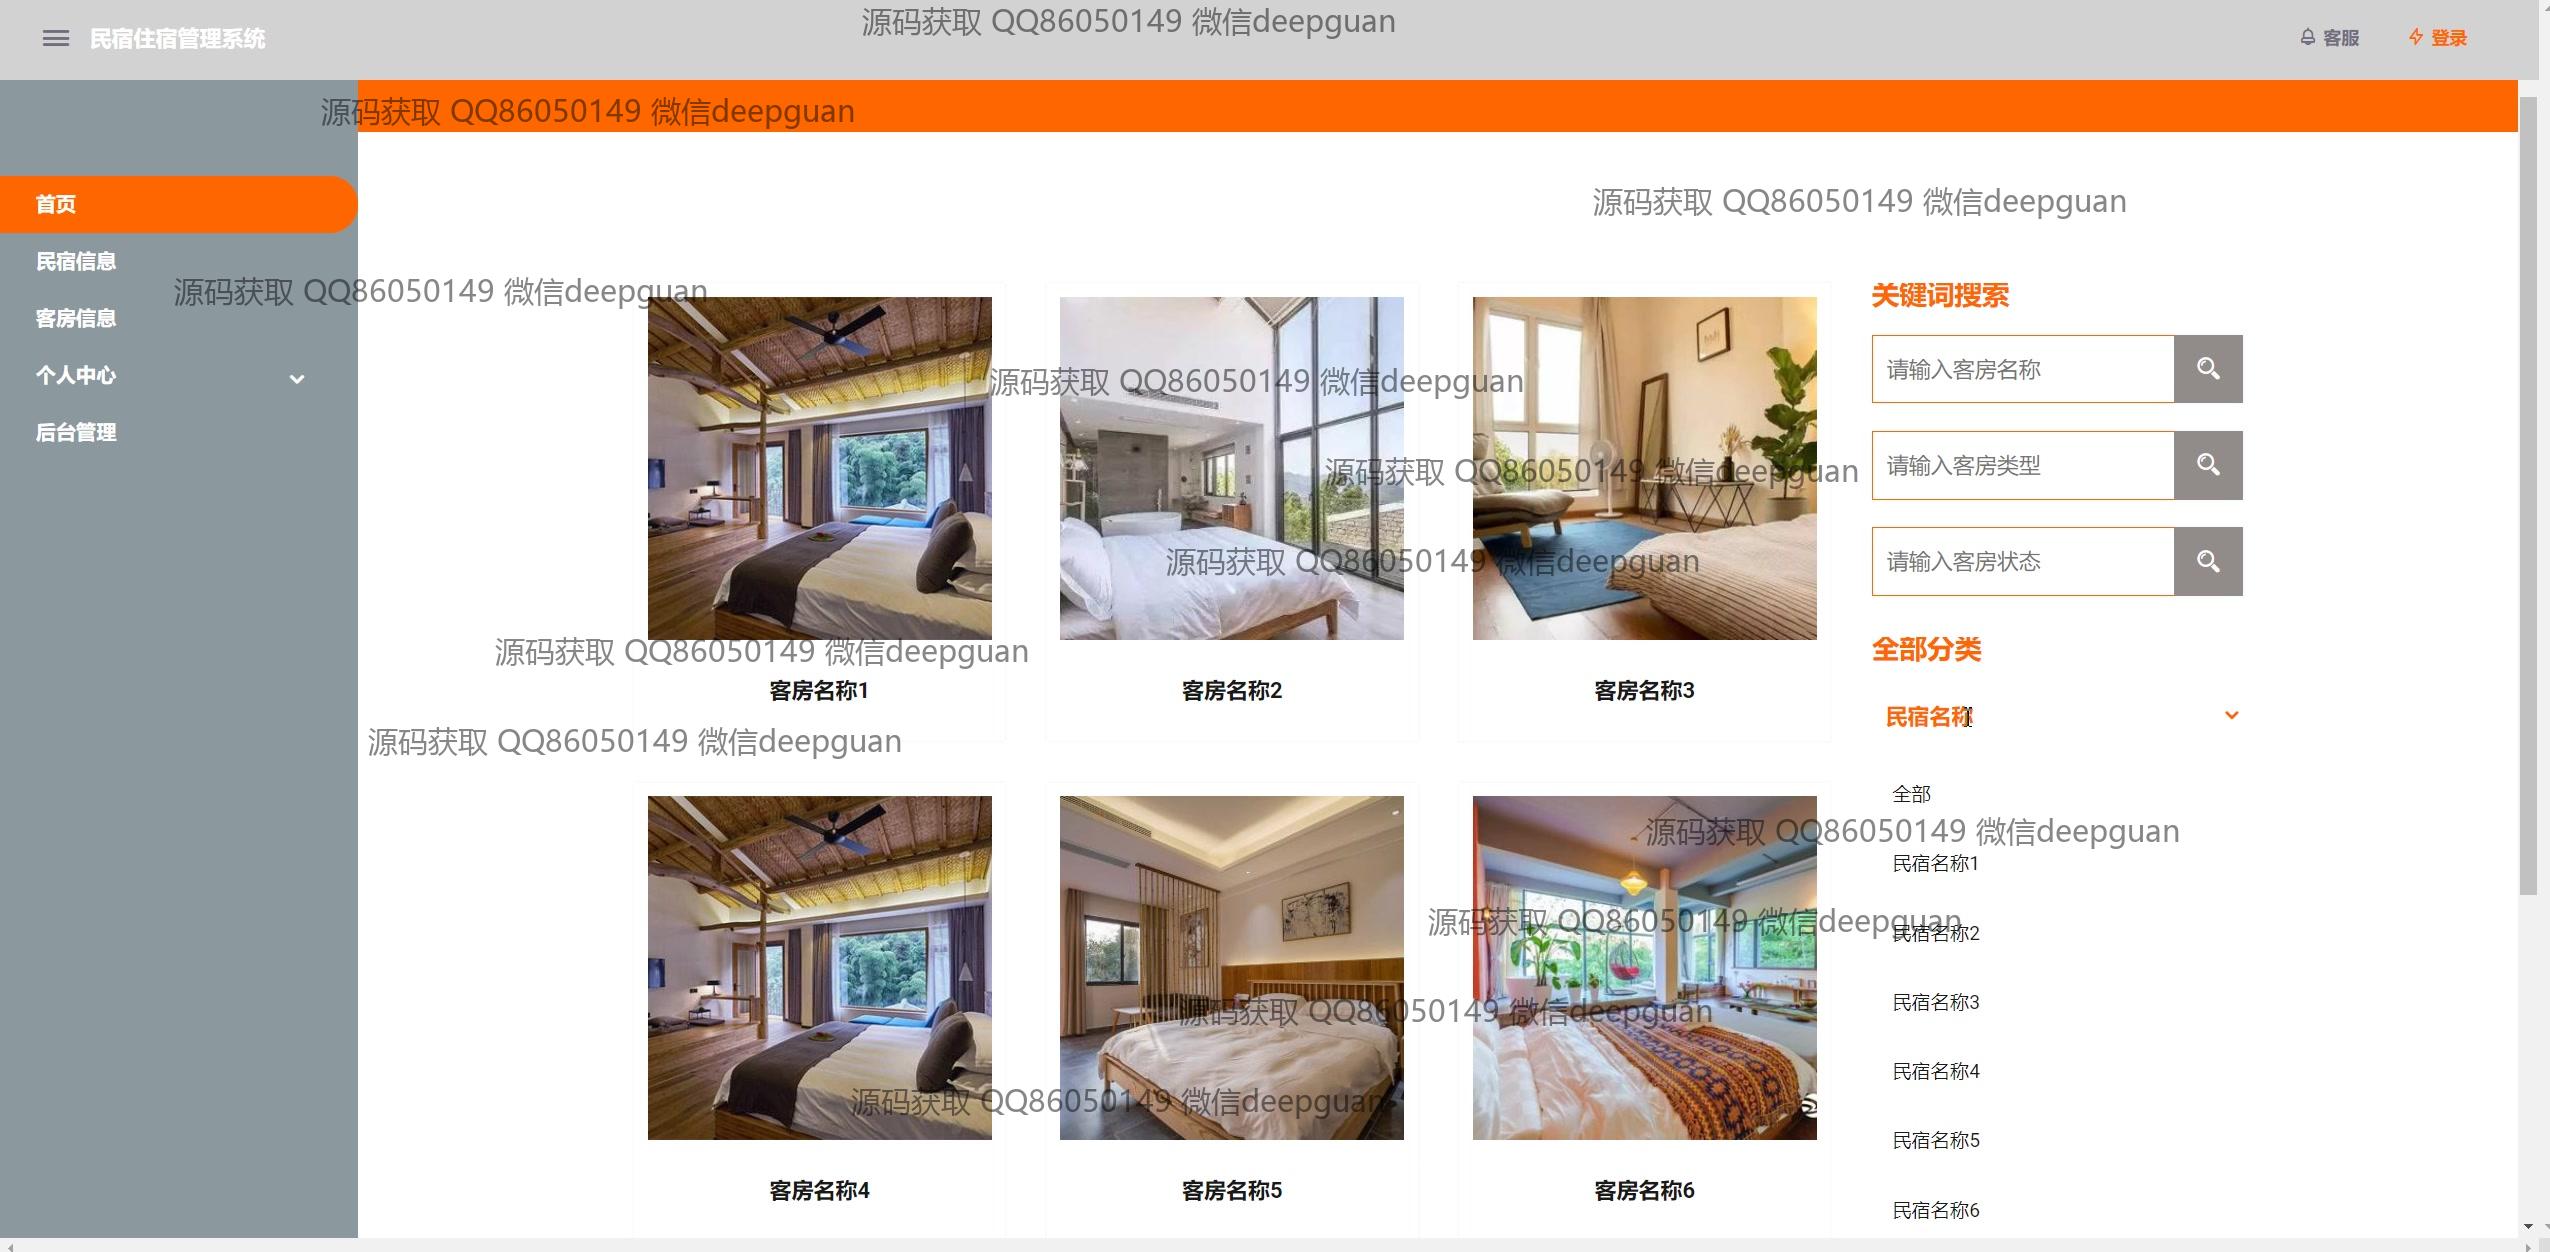 民宿住宿管理系统
源码获取 QQ86050149 微信deepguan
客服
登录
源码获取 QQ86050149 微信deepguan
首页
源码获取 QQ86050149 微信deepguan
民宿信息
源码获取 QQ86050149 微信deepguan
客房信息
个人中心
后台管理
关键词搜索
请输入客房名称
源码获取 QQ86050149 微信deepguan
请输入客房类型
源码获取 QQ86050149 微信deepguan
请输入客房状态
源码获取 QQ86050149 微信deepguan
源码获取 QQ86050149 微信deepguan
全部分类
客房名称1
客房名称2
客房名称3
民宿名称
源码获取 QQ86050149 微信deepguan
全部
源码获取 QQ86050149 微信deepguan
民宿名称1
源码获取 QQ86050149 微信deepguan
民宿名称2
民宿名称3
源码获取 QQ86050149 微信deepguan
民宿名称4
源码获取 QQ86050149 微信deepguan
民宿名称5
客房名称4
客房名称5
客房名称6
民宿名称6